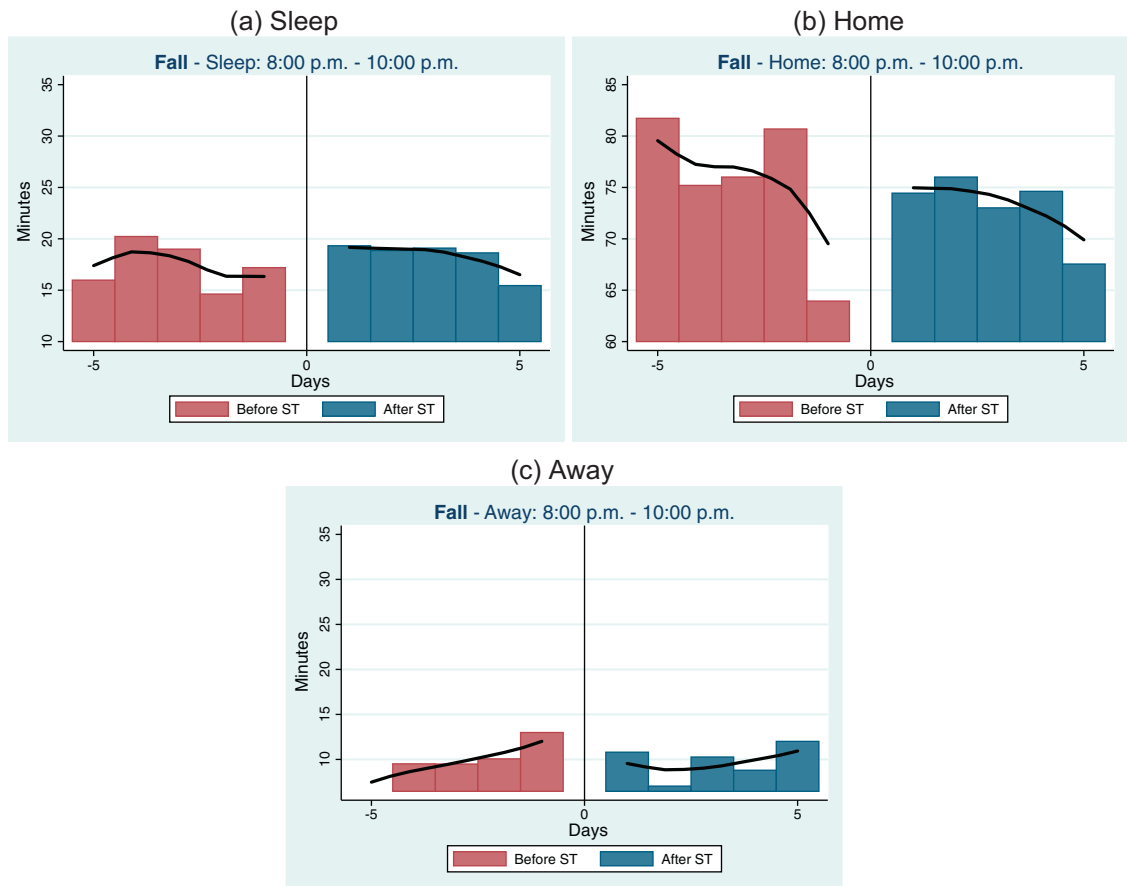 (a) Sleep
Fall - Sleep: 8:00 p.m. - 10:00 p.m.
35
30
25
20
15
10
Minutes
-5 0 5
Days
Before ST After ST
(b) Home
Fall - Home: 8:00 p.m. - 10:00 p.m.
85
80
75
70
65
60
Minutes
-5 0 5
Days
Before ST After ST
(c) Away
Fall - Away: 8:00 p.m. - 10:00 p.m.
35
30
25
20
15
10
Minutes
-5 0 5
Days
Before ST After ST